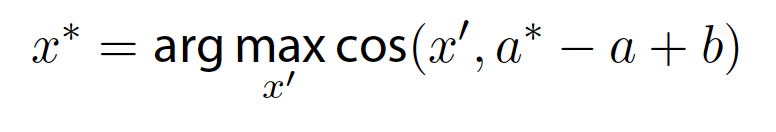 x* = arg max cos(x′, a* − a + b)
x′